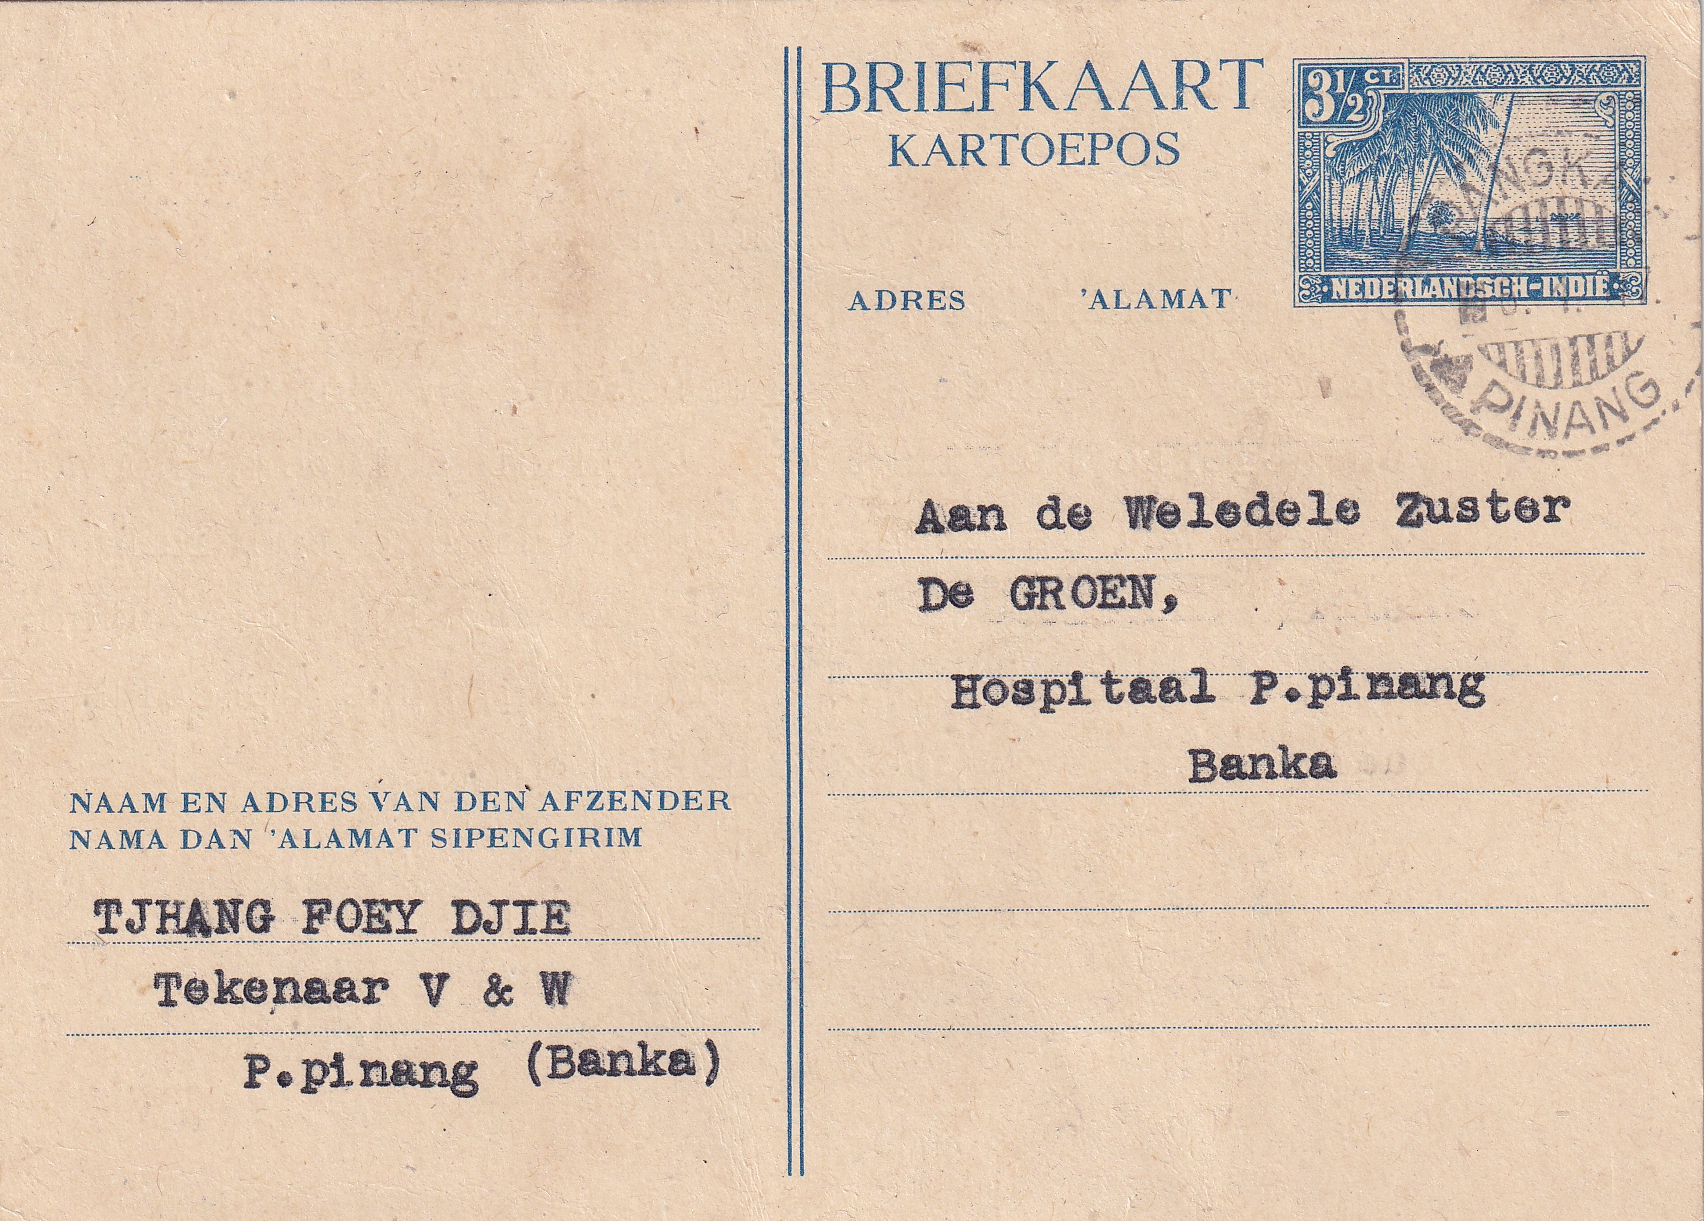 BRIEFKAART
KARTOEPOS
3½ CT.
NEDERLANDSCH-INDIË
PINANG
ADRES 'ALAMAT
Aan de Weledele Zuster
De GROEN,
Hospitaal P.pinang
Banka
NAAM EN ADRES VAN DEN AFZENDER
NAMA DAN 'ALAMAT SIPENGIRIM
TJHANG FOEY DJIE
Tekenaar V & W
P.pinang (Banka)